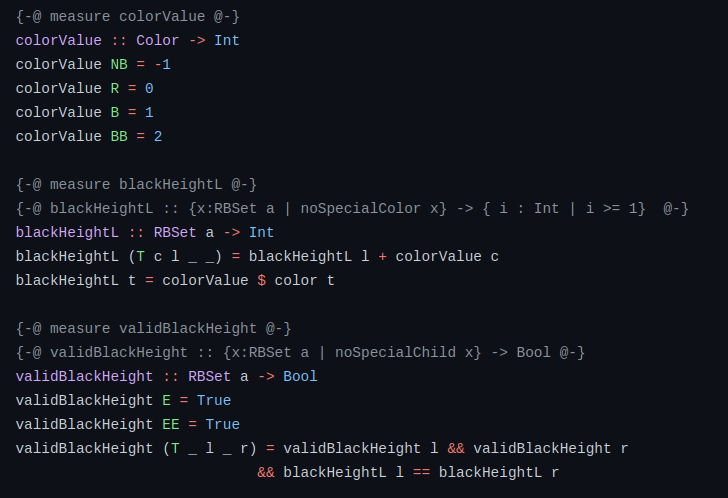 {-@ measure colorValue @-}
colorValue :: Color -> Int
colorValue NB = -1
colorValue R = 0
colorValue B = 1
colorValue BB = 2
{-@ measure blackHeightL @-}
{-@ blackHeightL :: {x:RBSet a | noSpecialColor x} -> { i : Int | i >= 1}  @-}
blackHeightL :: RBSet a -> Int
blackHeightL (T c l _ _) = blackHeightL l + colorValue c
blackHeightL t = colorValue $ color t
{-@ measure validBlackHeight @-}
{-@ validBlackHeight :: {x:RBSet a | noSpecialChild x} -> Bool @-}
validBlackHeight :: RBSet a -> Bool
validBlackHeight E = True
validBlackHeight EE = True
validBlackHeight (T _ l _ r) = validBlackHeight l && validBlackHeight r
&& blackHeightL l == blackHeightL r